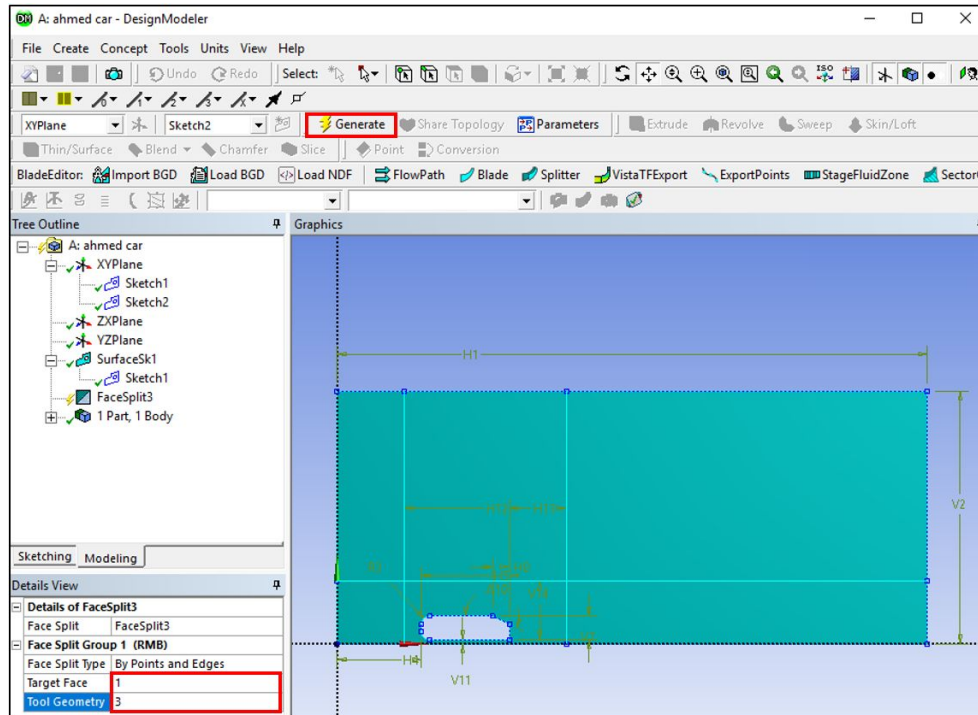 A: ahmed car - DesignModeler
File Create Concept Tools Units View Help
Undo Redo Select: ISO
XYPlane Sketch2 Generate Share Topology Parameters Extrude Revolve Sweep Skin/Loft
Thin/Surface Blend Chamfer Slice Point Conversion
BladeEditor: Import BGD Load BGD Load NDF FlowPath Blade Splitter VistaTFExport ExportPoints StageFluidZone Sector
Tree Outline
Graphics
A: ahmed car
XYPlane
Sketch1
Sketch2
ZXPlane
YZPlane
SurfaceSk1
Sketch1
FaceSplit3
1 Part, 1 Body
H1
V2
V11
Sketching Modeling
Details View
Details of FaceSplit3
Face Split FaceSplit3
Face Split Group 1 (RMB)
Face Split Type By Points and Edges
Target Face 1
Tool Geometry 3